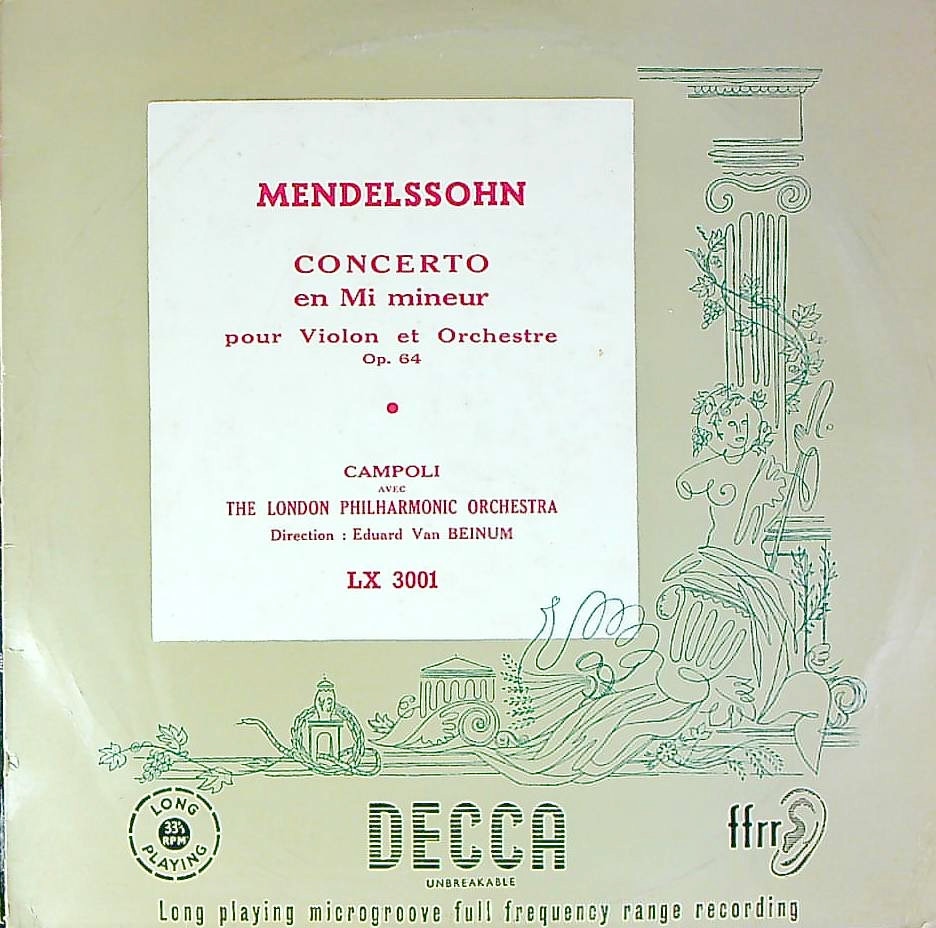 MENDELSSOHN
CONCERTO
en Mi mineur
pour Violon et Orchestre
Op. 64
CAMPOLI
AVEC
THE LONDON PHILHARMONIC ORCHESTRA
Direction : Eduard Van BEINUM
LX 3001
LONG
33⅓
RPM
PLAYING
DECCA
UNBREAKABLE
ffrr
Long playing microgroove full frequency range recording